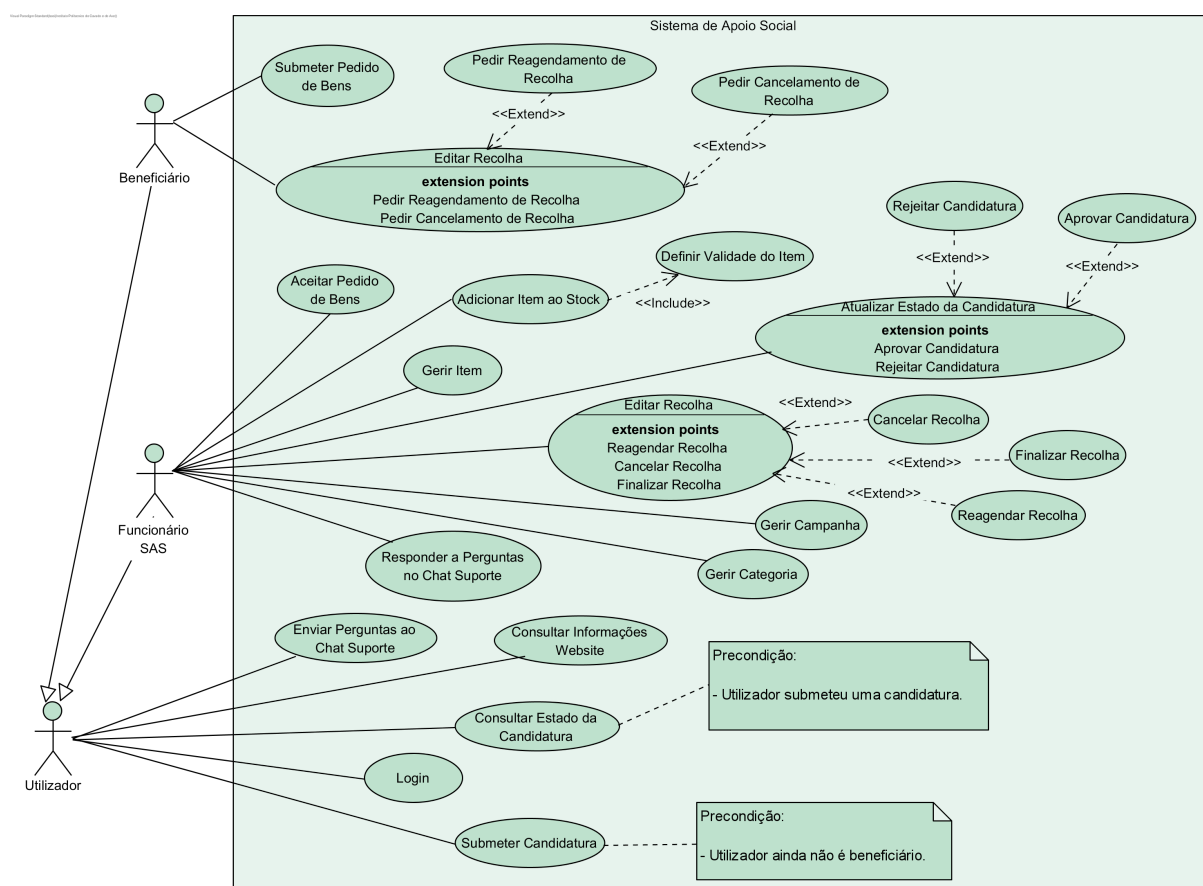 Sistema de Apoio Social
Submeter Pedido
de Bens
Pedir Reagendamento de
Recolha
Pedir Cancelamento de
Recolha
<<Extend>>
<<Extend>>
Beneficiário
Editar Recolha
extension points
Pedir Reagendamento de Recolha
Pedir Cancelamento de Recolha
Rejeitar Candidatura
Aprovar Candidatura
<<Extend>>
<<Extend>>
Aceitar Pedido
de Bens
Adicionar Item ao Stock
Definir Validade do Item
<<Include>>
Atualizar Estado da Candidatura
extension points
Aprovar Candidatura
Rejeitar Candidatura
Gerir Item
Editar Recolha
extension points
Reagendar Recolha
Cancelar Recolha
Finalizar Recolha
<<Extend>>
Cancelar Recolha
<<Extend>>
Finalizar Recolha
<<Extend>>
Reagendar Recolha
Funcionário
SAS
Gerir Campanha
Responder a Perguntas
no Chat Suporte
Gerir Categoria
Enviar Perguntas ao
Chat Suporte
Consultar Informações
Website
Precondição:
- Utilizador submeteu uma candidatura.
Consultar Estado da
Candidatura
Utilizador
Login
Submeter Candidatura
Precondição:
- Utilizador ainda não é beneficiário.